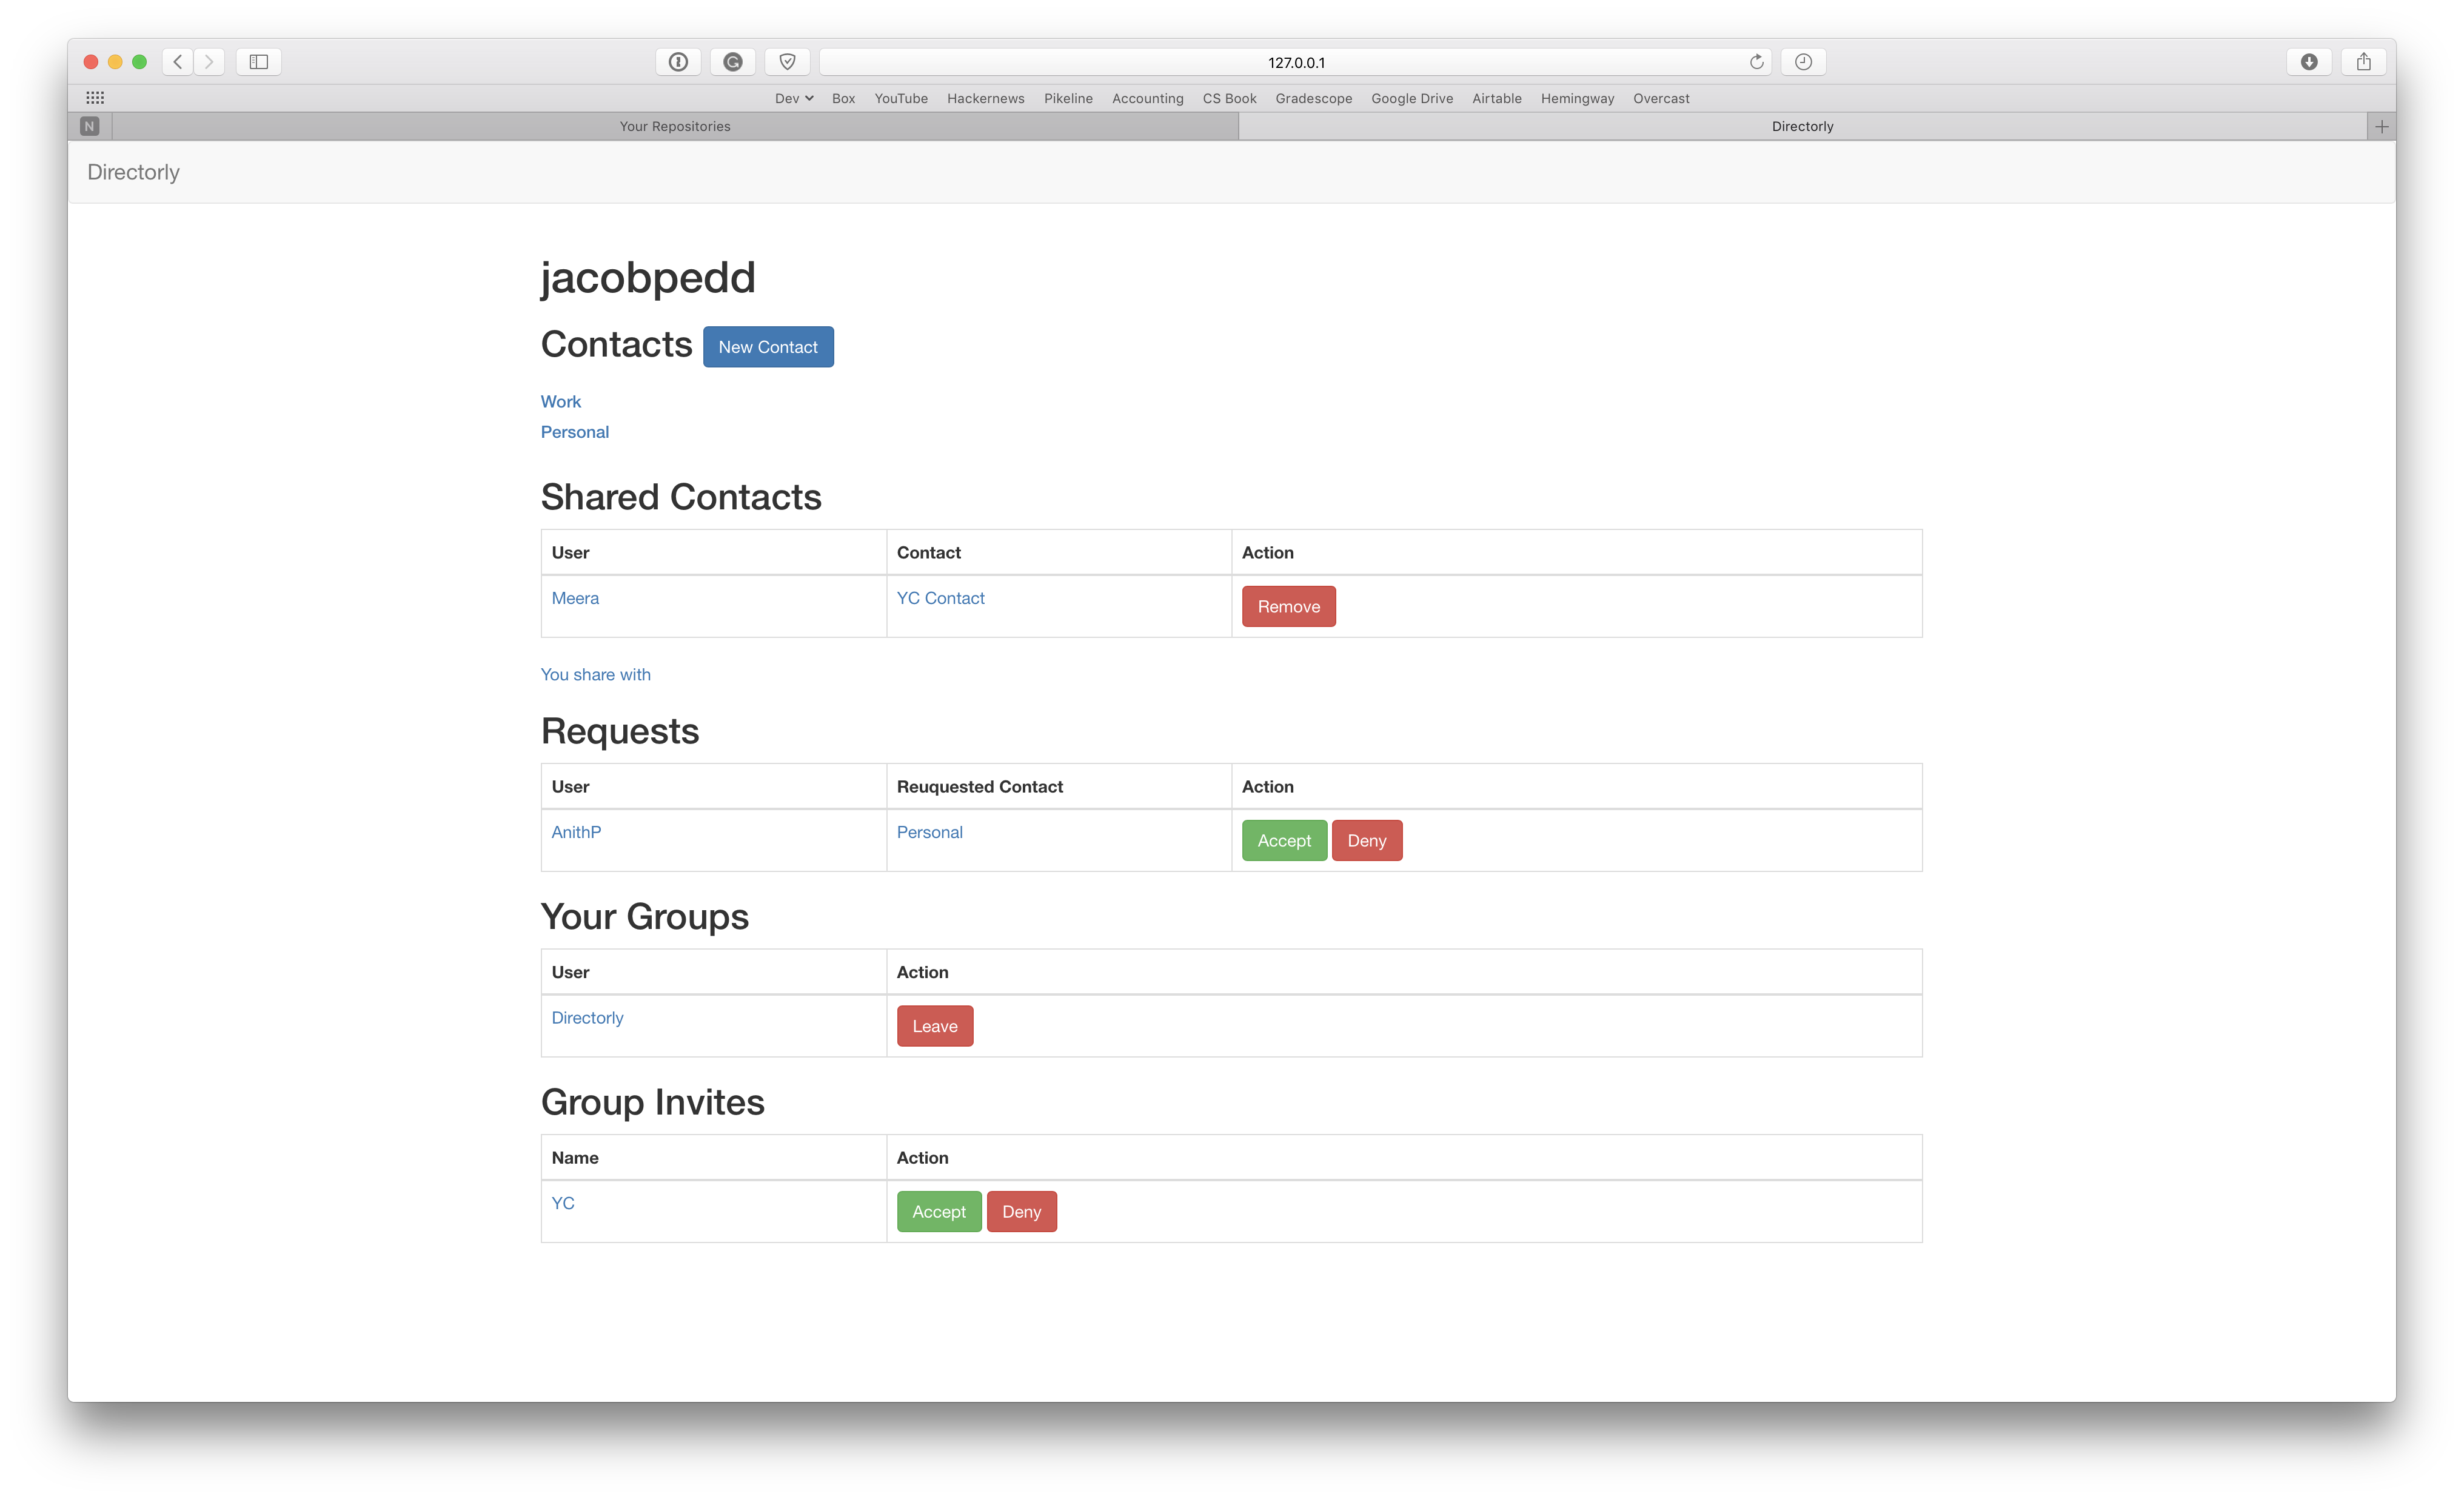 127.0.0.1
Dev Box YouTube Hackernews Pikeline Accounting CS Book Gradescope Google Drive Airtable Hemingway Overcast
N Your Repositories Directorly
Directorly
jacobpedd
Contacts New Contact
Work
Personal
Shared Contacts
User Contact Action
Meera YC Contact Remove
You share with
Requests
User Reuquested Contact Action
AnithP Personal Accept Deny
Your Groups
User Action
Directorly Leave
Group Invites
Name Action
YC Accept Deny